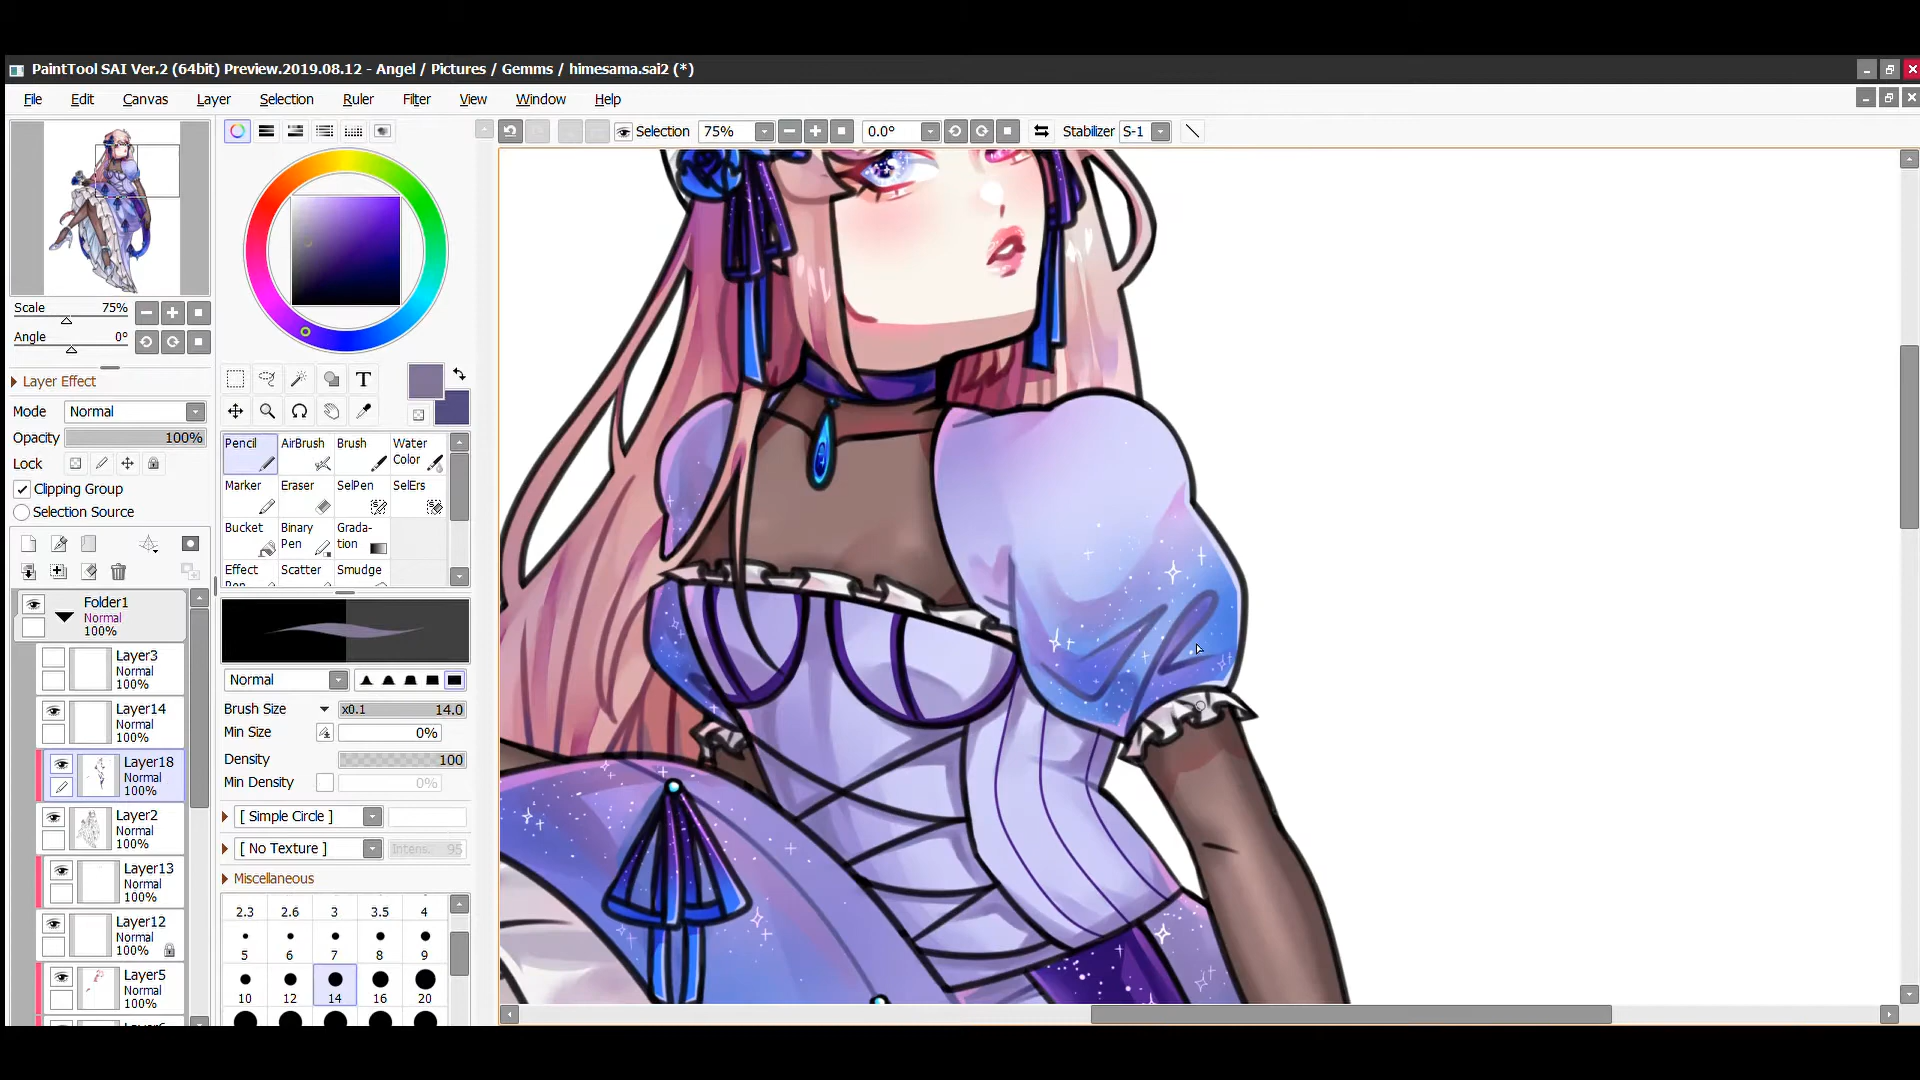 PaintTool SAI Ver.2 (64bit) Preview.2019.08.12 - Angel / Pictures / Gemms / himesama.sai2 (*)
File Edit Canvas Layer Selection Ruler Filter View Window Help
Selection 75% 0.0° Stabilizer S-1
Scale 75%
Angle 0°
Layer Effect
Mode Normal
Opacity 100%
Lock
Clipping Group
Selection Source
Folder1
Normal
100%
Layer3
Normal
100%
Layer14
Normal
100%
Layer18
Normal
100%
Layer2
Normal
100%
Layer13
Normal
100%
Layer12
Normal
100%
Layer5
Normal
100%
T
Pencil AirBrush Brush Water Color
Marker Eraser SelPen SelErs
Bucket Binary Pen Grada-tion
Effect Scatter Smudge
Normal
Brush Size x0.1 14.0
Min Size 0%
Density 100
Min Density 0%
[ Simple Circle ]
[ No Texture ] Intens. 95
Miscellaneous
2.3 2.6 3 3.5 4
5 6 7 8 9
10 12 14 16 20